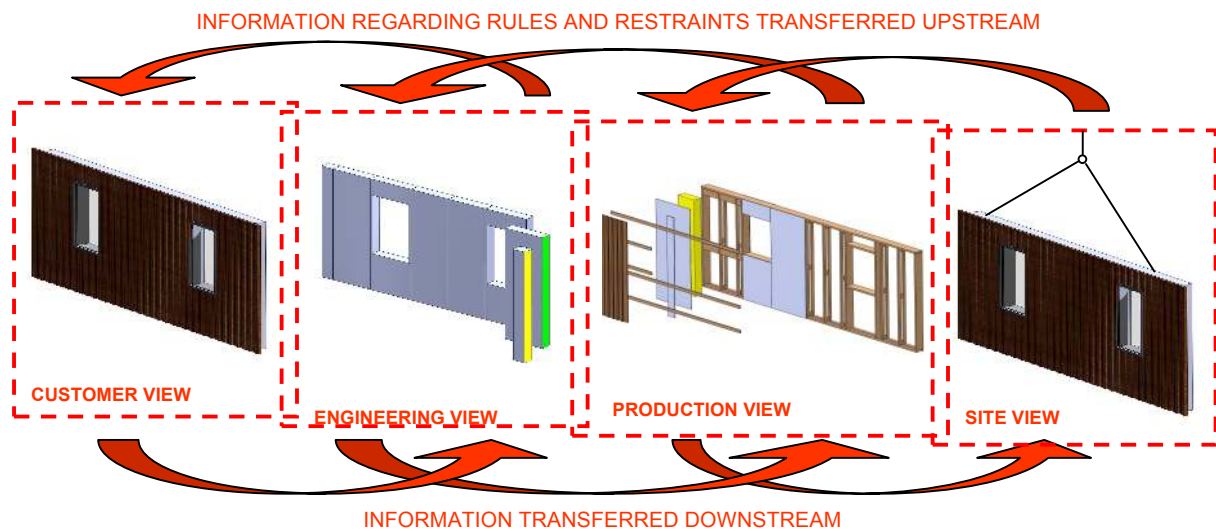 INFORMATION REGARDING RULES AND RESTRAINTS TRANSFERRED UPSTREAM
CUSTOMER VIEW
ENGINEERING VIEW
PRODUCTION VIEW
SITE VIEW
INFORMATION TRANSFERRED DOWNSTREAM